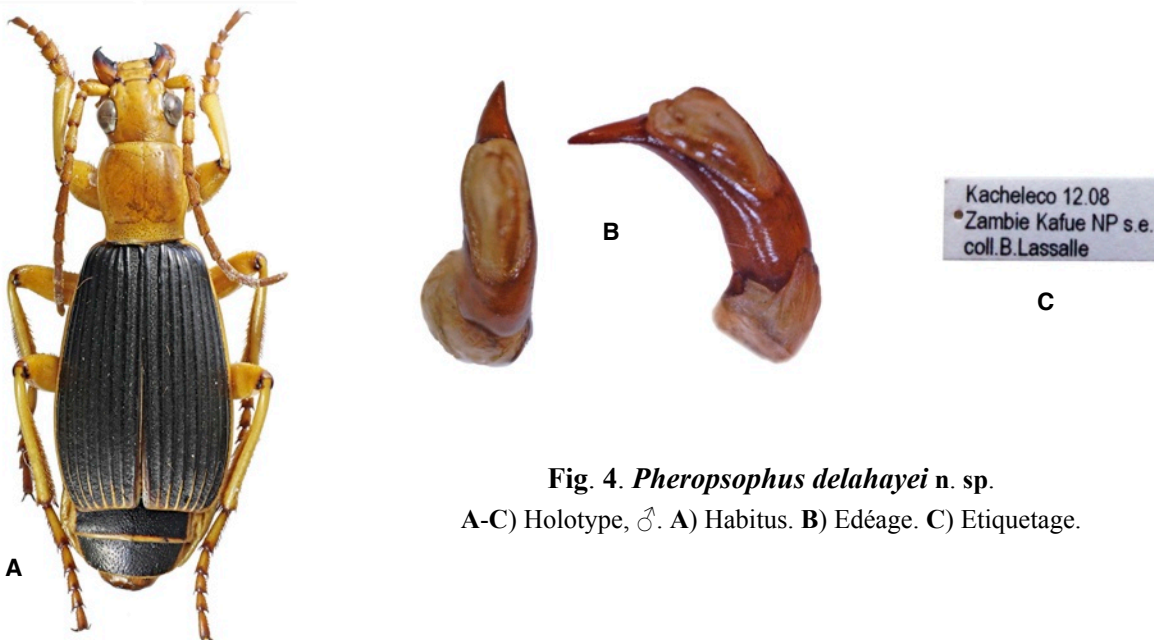 A
B
Kacheleco 12.08
Zambie Kafue NP s.e.
coll.B.Lassalle
C
Fig. 4. Pheropsophus delahayei n. sp.
A-C) Holotype, ♂. A) Habitus. B) Edéage. C) Etiquetage.